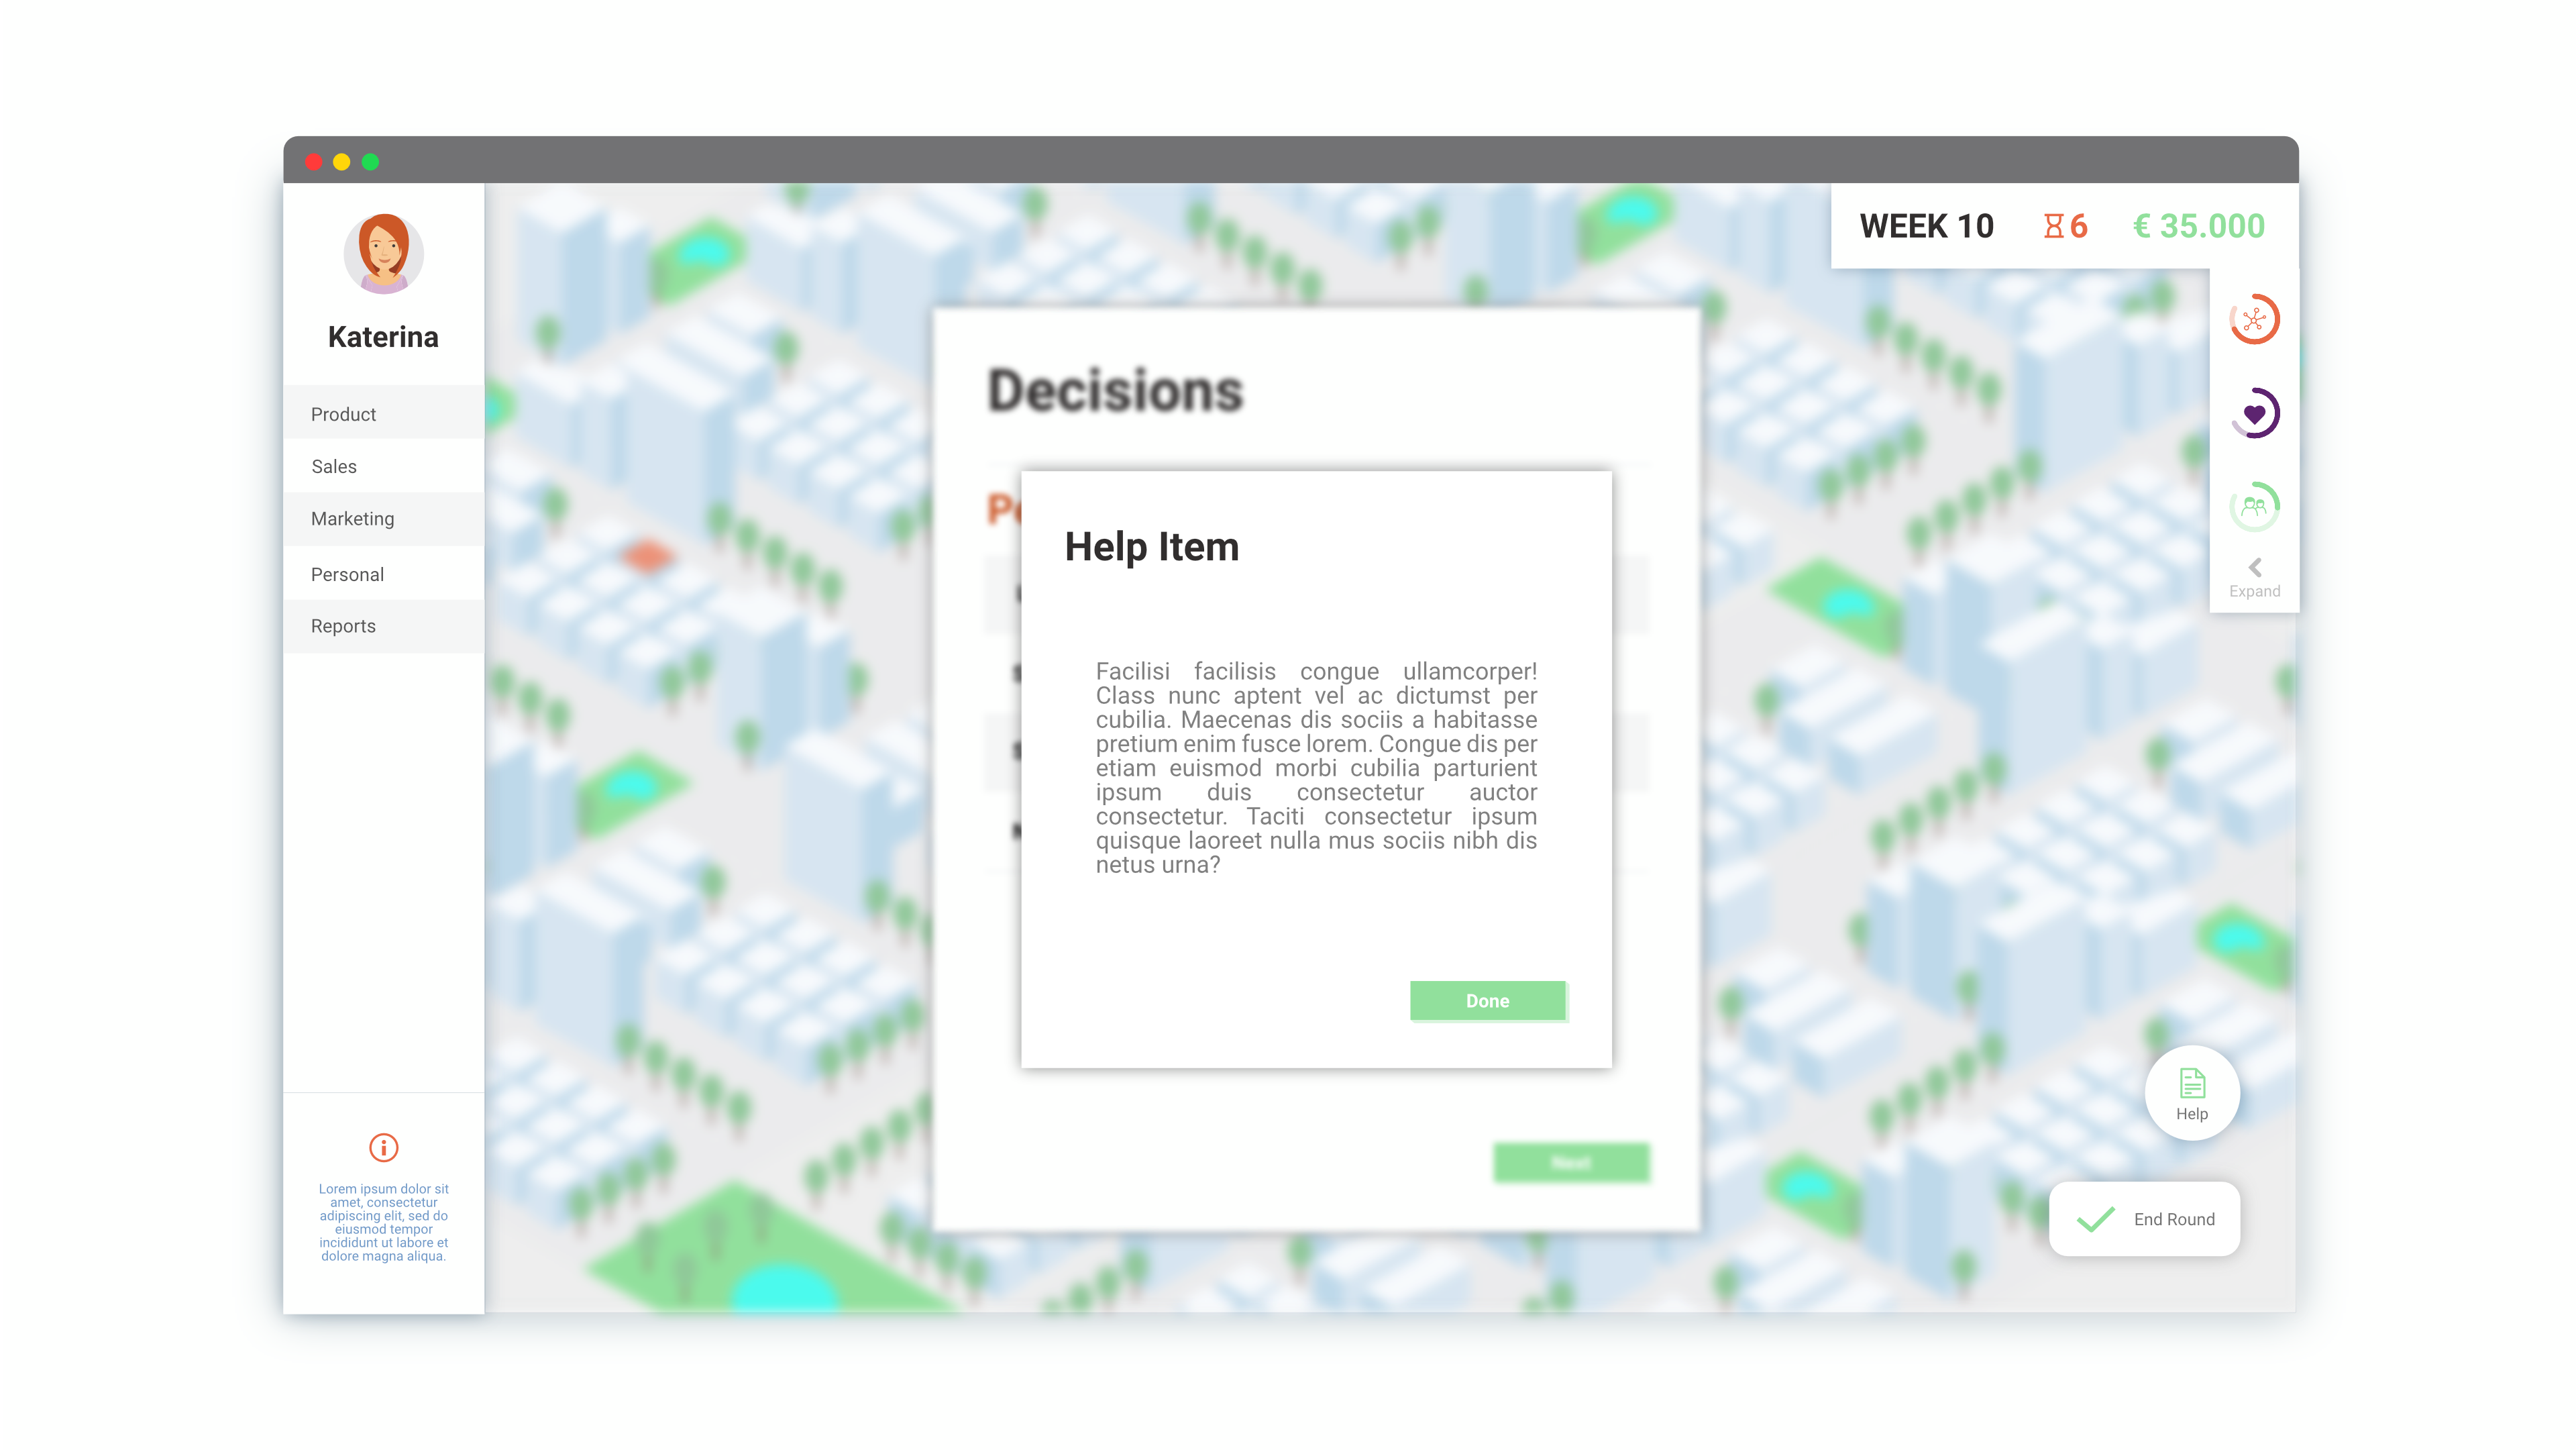 WEEK 10
6
€ 35.000
Katerina
Product
Sales
Marketing
Personal
Reports
Lorem ipsum dolor sit
amet, consectetur
adipiscing elit, sed do
eiusmod tempor
incididunt ut labore et
dolore magna aliqua.
Decisions
Help Item
Facilisi facilisis congue ullamcorper!
Class nunc aptent vel ac dictumst per
cubilia. Maecenas dis sociis a habitasse
pretium enim fusce lorem. Congue dis per
etiam euismod morbi cubilia parturient
ipsum duis consectetur auctor
consectetur. Taciti consectetur ipsum
quisque laoreet nulla mus sociis nibh dis
netus urna?
Done
Next
Expand
Help
End Round